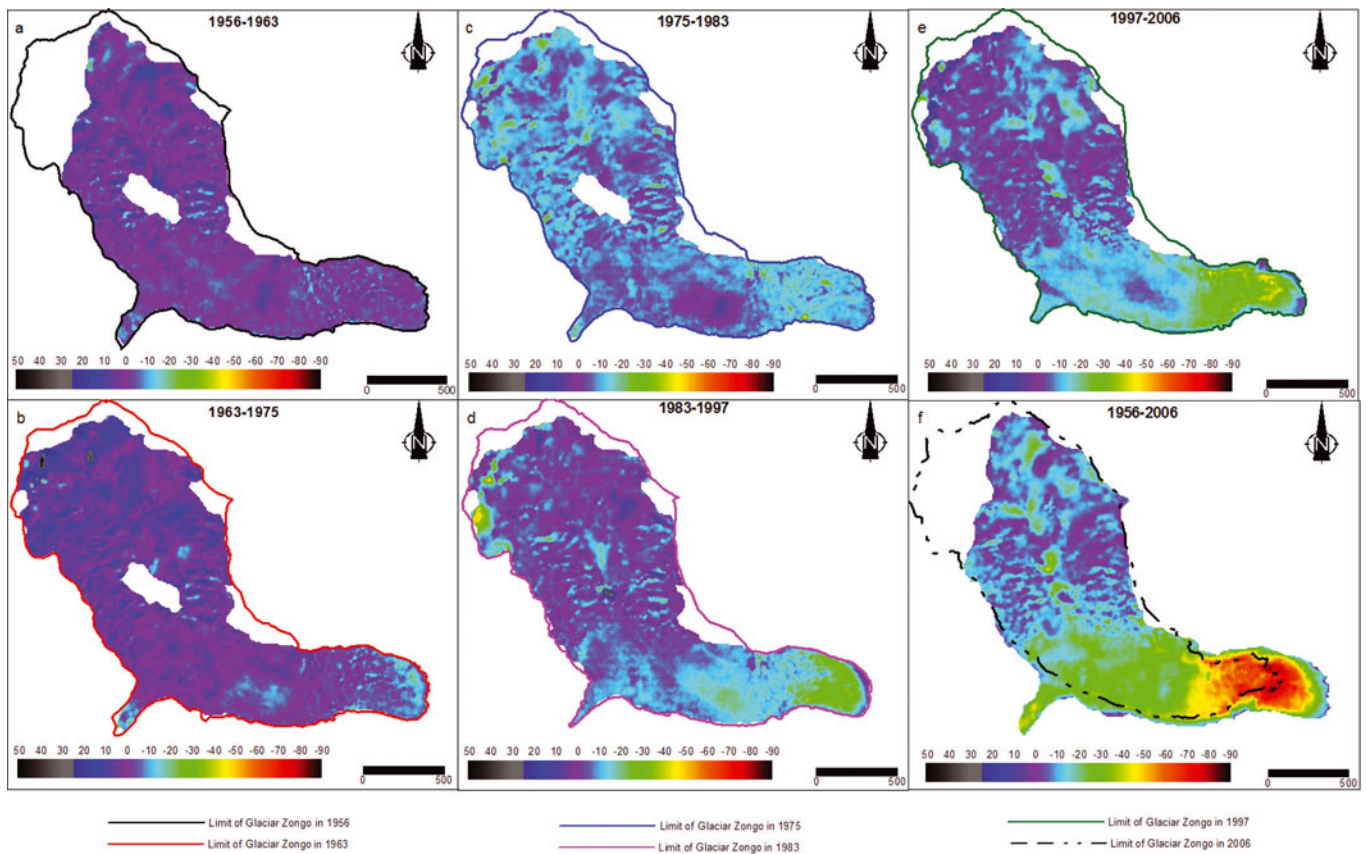 a
1956-1963
N
50 40 30 20 10 0 -10 -20 -30 -40 -50 -60 -70 -80 -90
500 0
c
1975-1983
N
50 40 30 20 10 0 -10 -20 -30 -40 -50 -60 -70 -80 -90
500 0
e
1997-2006
N
50 40 30 20 10 0 -10 -20 -30 -40 -50 -60 -70 -80 -90
0 500
b
1963-1975
N
50 40 30 20 10 0 -10 -20 -30 -40 -50 -60 -70 -80 -90
0 500
d
1983-1997
N
50 40 30 20 10 0 -10 -20 -30 -40 -50 -60 -70 -80 -90
0 500
f
1956-2006
N
50 40 30 20 10 0 -10 -20 -30 -40 -50 -60 -70 -80 -90
0 500
Limit of Glaciar Zongo in 1956
Limit of Glaciar Zongo in 1963
Limit of Glaciar Zongo in 1975
Limit of Glaciar Zongo in 1983
Limit of Glaciar Zongo in 1997
Limit of Glaciar Zongo in 2006